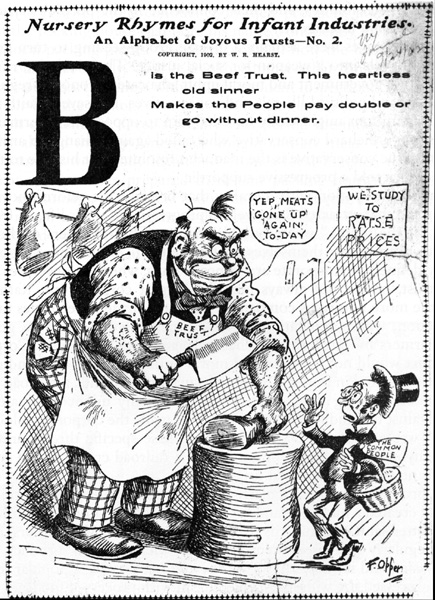 Nursery Rhymes for Infant Industries.
An Alphabet of Joyous Trusts—No. 2.
COPYRIGHT, 1902, BY W. R. HEARST.
B
Is the Beef Trust. This heartless
old sinner
Makes the People pay double or
go without dinner.
YEP, MEAT'S
GONE UP
AGAIN
TO-DAY
WE STUDY
TO
RAISE
PRICES
BEEF
TRUST
THE
COMMON
PEOPLE
F. Opper